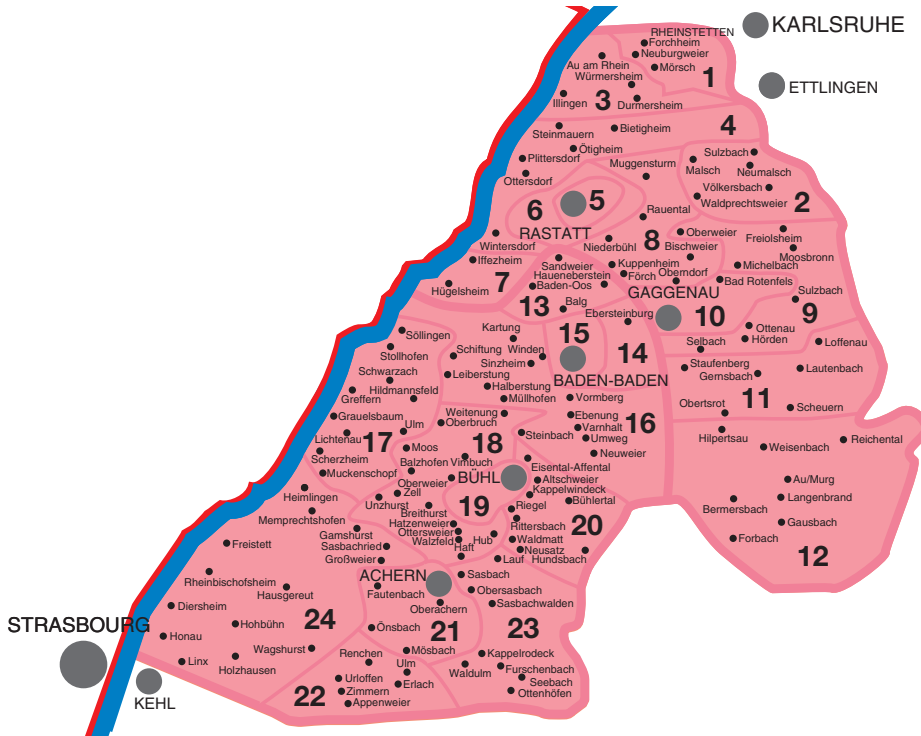 KARLSRUHE
RHEINSTETTEN
Forchheim
Neuburgweier
Au am Rhein
Mörsch
1
Würmersheim
ETTLINGEN
Illingen
3
Durmersheim
4
Steinmauern
Bietigheim
Ötigheim
Plittersdorf
Muggensturm
Sulzbach
Malsch
Neumalsch
Ottersdorf
Völkersbach
Waldprechtsweier
2
6
5
Rauental
RASTATT
8
Oberweier
Freiolsheim
Wintersdorf
Niederbühl
Bischweier
Moosbronn
Iffezheim
Sandweier
Kuppenheim
Michelbach
Haueneberstein
Förch
Oberndorf
Bad Rotenfels
7
Baden-Oos
Hügelsheim
GAGGENAU
Sulzbach
13
Balg
10
9
Ebersteinburg
Söllingen
Kartung
15
Ottenau
Hörden
Loffenau
Stollhofen
Schiftung
Winden
14
Selbach
Sinzheim
Schwarzach
Leiberstung
BADEN-BADEN
Staufenberg
Gernsbach
Lautenbach
Hildmannsfeld
Halberstung
Greffern
Müllhofen
Vormberg
11
Obertsrot
Scheuern
Grauelsbaum
Weitenung
Ebenung
16
Ulm
Oberbruch
Varnhalt
Lichtenau
17
Steinbach
Umweg
Hilpertsau
Reichental
Scherzheim
Moos
18
Neuweier
Weisenbach
Balzhofen
Vimbuch
Eisental-Affental
Muckenschopf
Oberweier
BÜHL
Altschweier
Au/Murg
Heimlingen
Zell
Kappelwindeck
Unzhurst
19
Bühlertal
Bermersbach
Langenbrand
Memprechtshofen
Breithurst
Riegel
Gamshurst
Hatzenweier
Rittersbach
20
Gausbach
Ottersweier
Hub
Waldmatt
Forbach
Freistett
Sasbachried
Walzfeld
Neusatz
12
Großweier
Haft
Lauf
Hundsbach
Rheinbischofsheim
ACHERN
Sasbach
Hausgereut
Fautenbach
Obersasbach
Diersheim
Oberachern
Sasbachwalden
STRASBOURG
Hohbühn
24
Önsbach
21
23
Honau
Wagshurst
Mösbach
Linx
Holzhausen
Renchen
Ulm
Kappelrodeck
Waldulm
Furschenbach
KEHL
22
Urloffen
Erlach
Seebach
Zimmern
Ottenhöfen
Appenweier